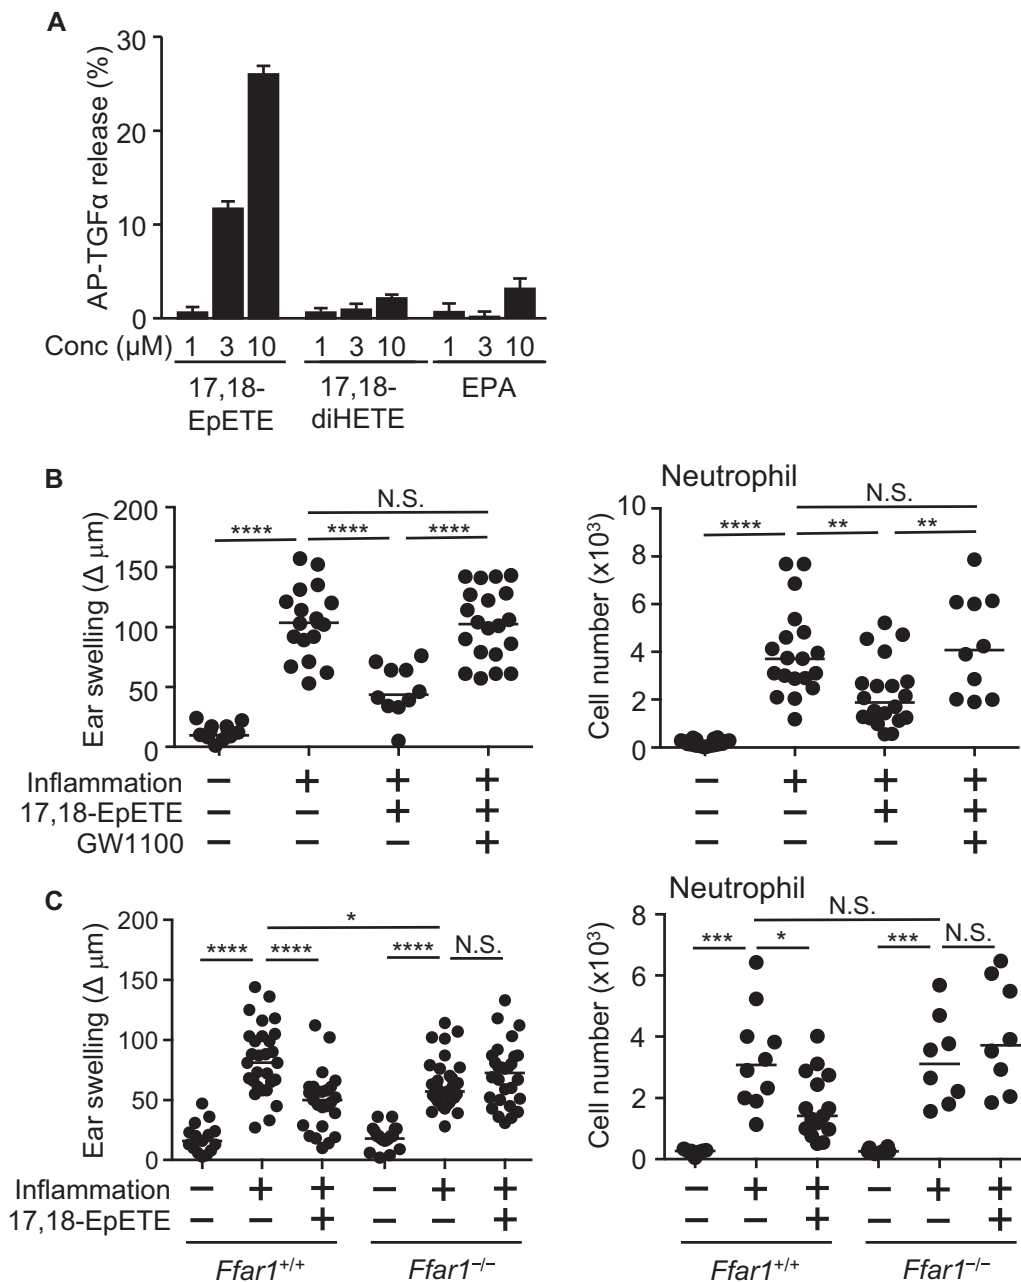 A
AP-TGFα release (%)
30
20
10
0
Conc (μM) 1 3 10 1 3 10 1 3 10
17,18- 17,18- EPA
EpETE diHETE
B
Ear swelling (Δ μm)
200
150
100
50
0
N.S.
**** **** ****
Neutrophil
Cell number (x10³)
10
8
6
4
2
0
N.S.
**** ** **
Inflammation − + + + − + + +
17,18-EpETE − − + + − − + +
GW1100 − − − + − − − +
C
Ear swelling (Δ μm)
200
150
100
50
0
*
**** **** **** N.S.
Neutrophil
Cell number (x10³)
8
6
4
2
0
N.S.
*** * *** N.S.
Inflammation − + + − + + − + + − + +
17,18-EpETE − − + − − + − − + − − +
Ffar1+/+ Ffar1−/− Ffar1+/+ Ffar1−/−